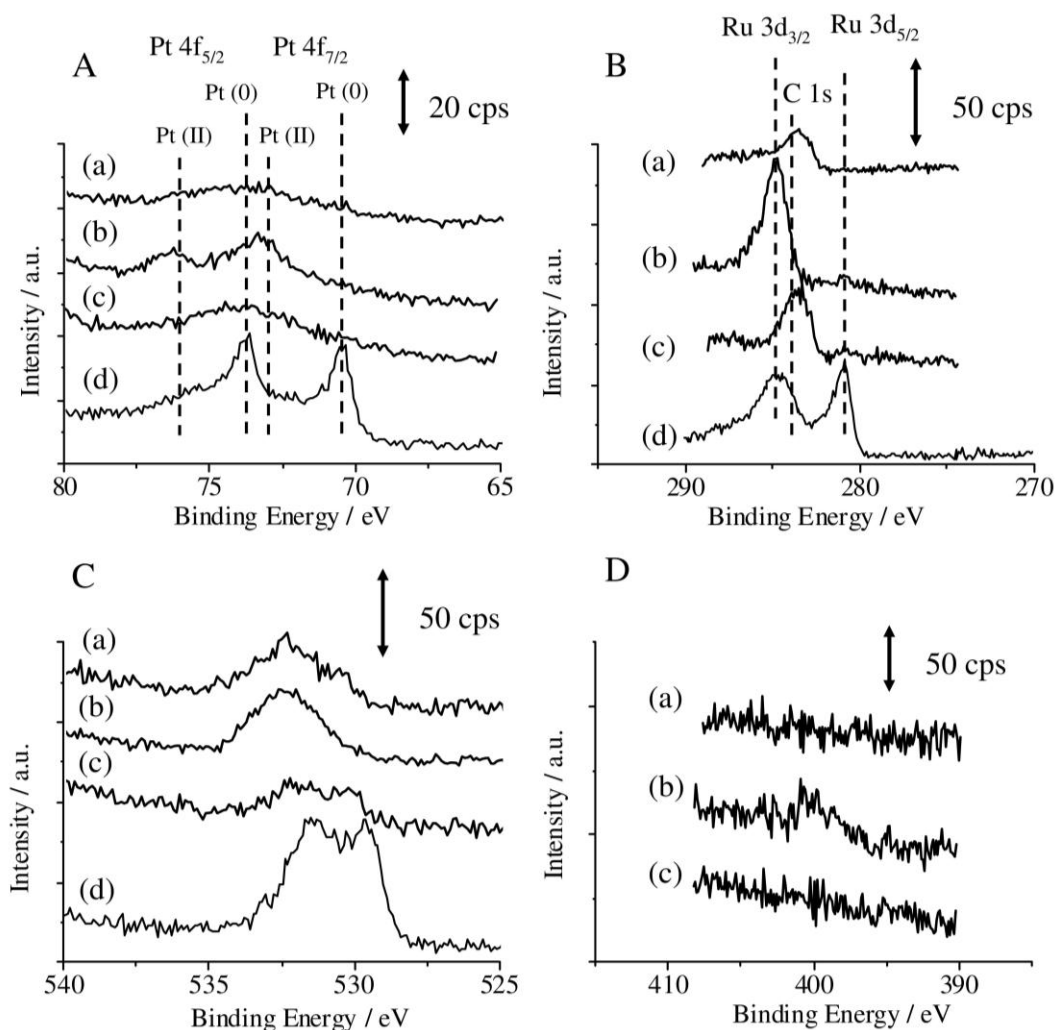 A
Pt 4f5/2 Pt 4f7/2
Pt (0) Pt (0)
Pt (II) Pt (II)
20 cps
(a)
(b)
(c)
(d)
Intensity / a.u.
80 75 70 65
Binding Energy / eV
B
Ru 3d3/2 Ru 3d5/2
C 1s
50 cps
(a)
(b)
(c)
(d)
Intensity / a.u.
290 280 270
Binding Energy / eV
C
50 cps
(a)
(b)
(c)
(d)
Intensity / a.u.
540 535 530 525
Binding Energy / eV
D
50 cps
(a)
(b)
(c)
Intensity / a.u.
410 400 390
Binding Energy / eV